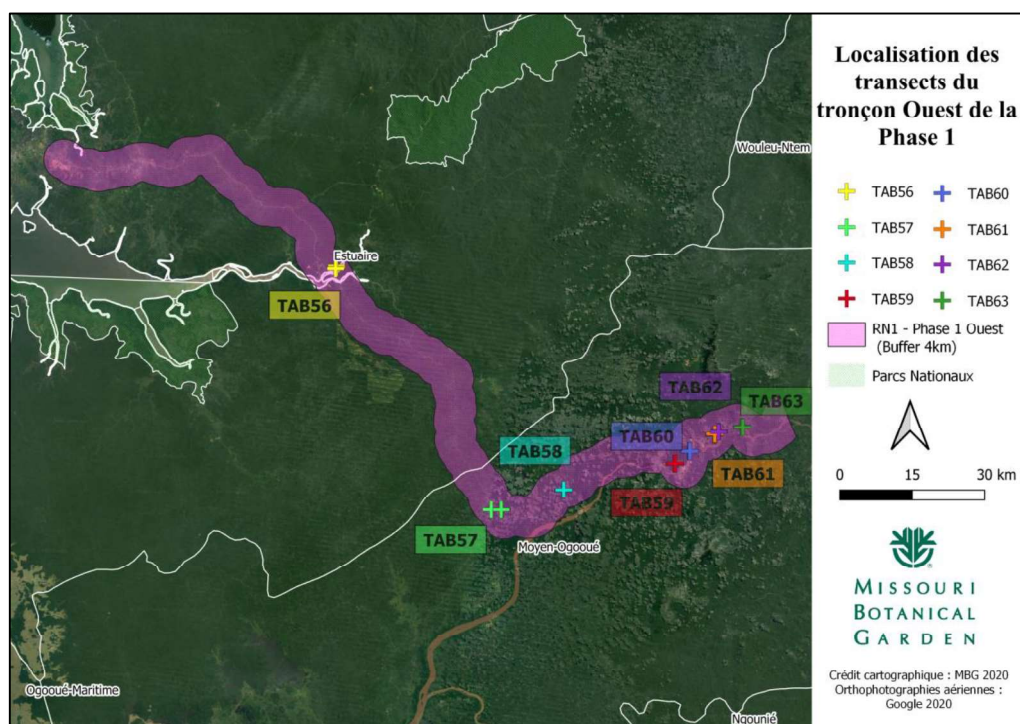 Localisation des
transects du
tronçon Ouest de la
Phase 1
TAB56
TAB60
TAB57
TAB61
TAB58
TAB62
TAB59
TAB63
RN1 - Phase 1 Ouest
(Buffer 4km)
Parcs Nationaux
0 15 30 km
MISSOURI
BOTANICAL
GARDEN
Crédit cartographique : MBG 2020
Orthophotographies aériennes :
Google 2020
Wouleu-Ntem
Estuaire
TAB56
TAB62
TAB63
TAB60
TAB58
TAB61
TAB59
TAB57
Moyen-Ogooué
Ogooué-Maritime
Ngounié